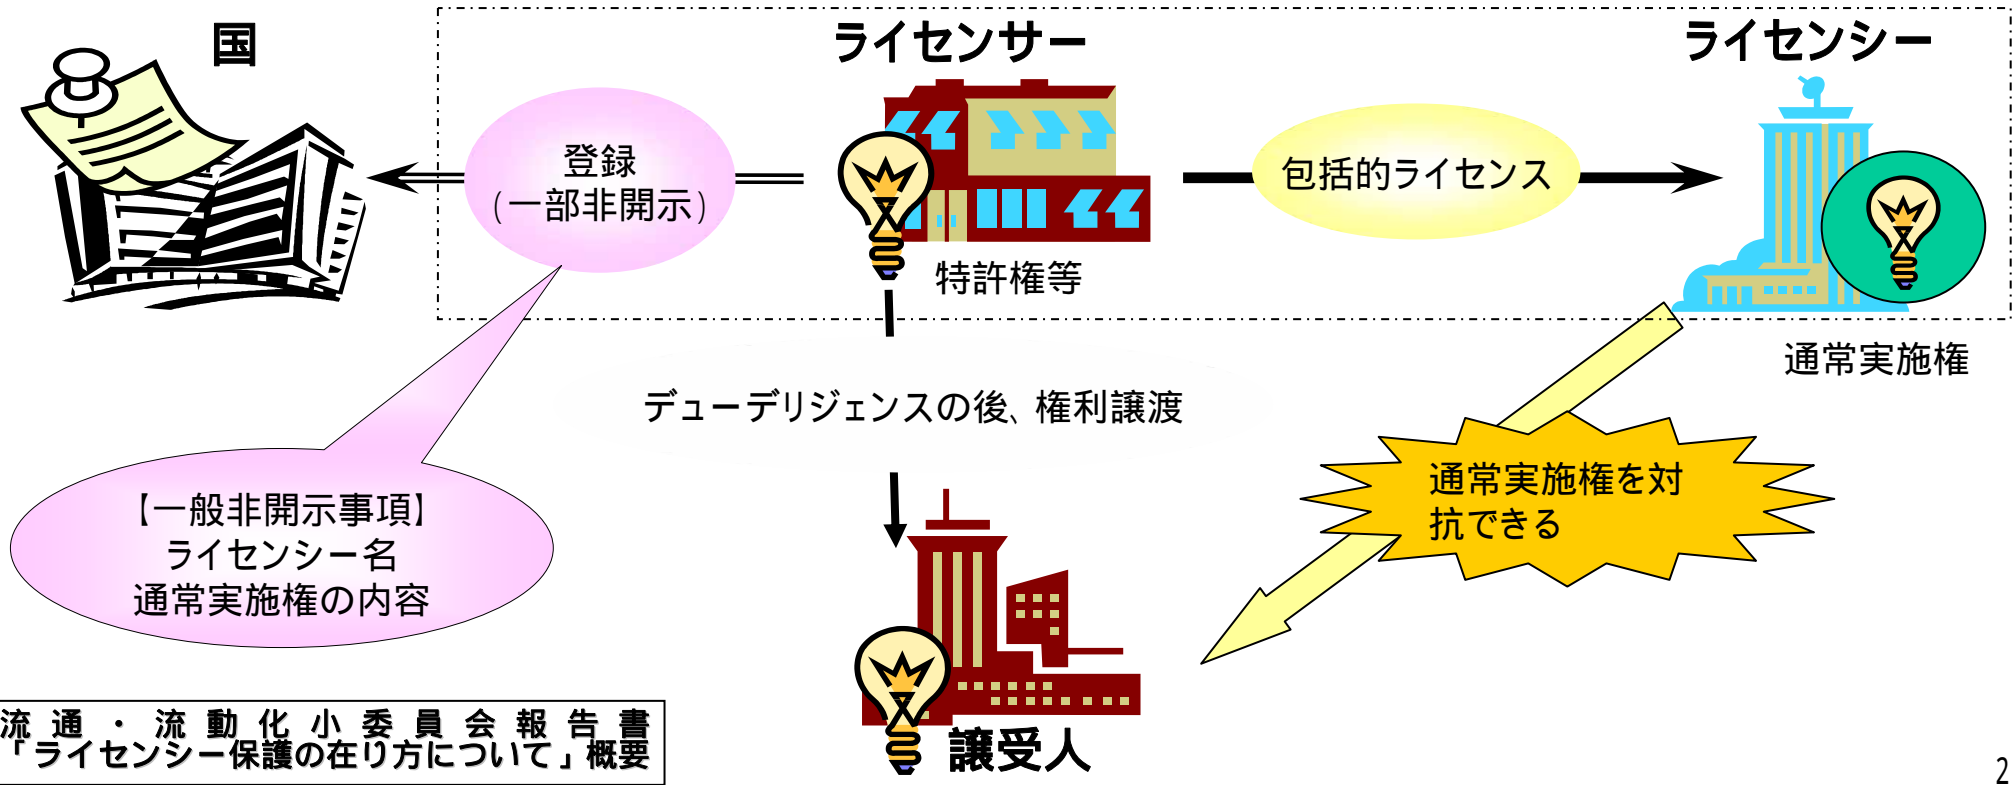 国
ライセンサー
ライセンシー
登録
(一部非開示)
包括的ライセンス
特許権等
通常実施権
デューデリジェンスの後、権利譲渡
通常実施権を対
抗できる
【一般非開示事項】
ライセンシー名
通常実施権の内容
流通・流動化小委員会報告書
「ライセンシー保護の在り方について」概要
譲受人
2